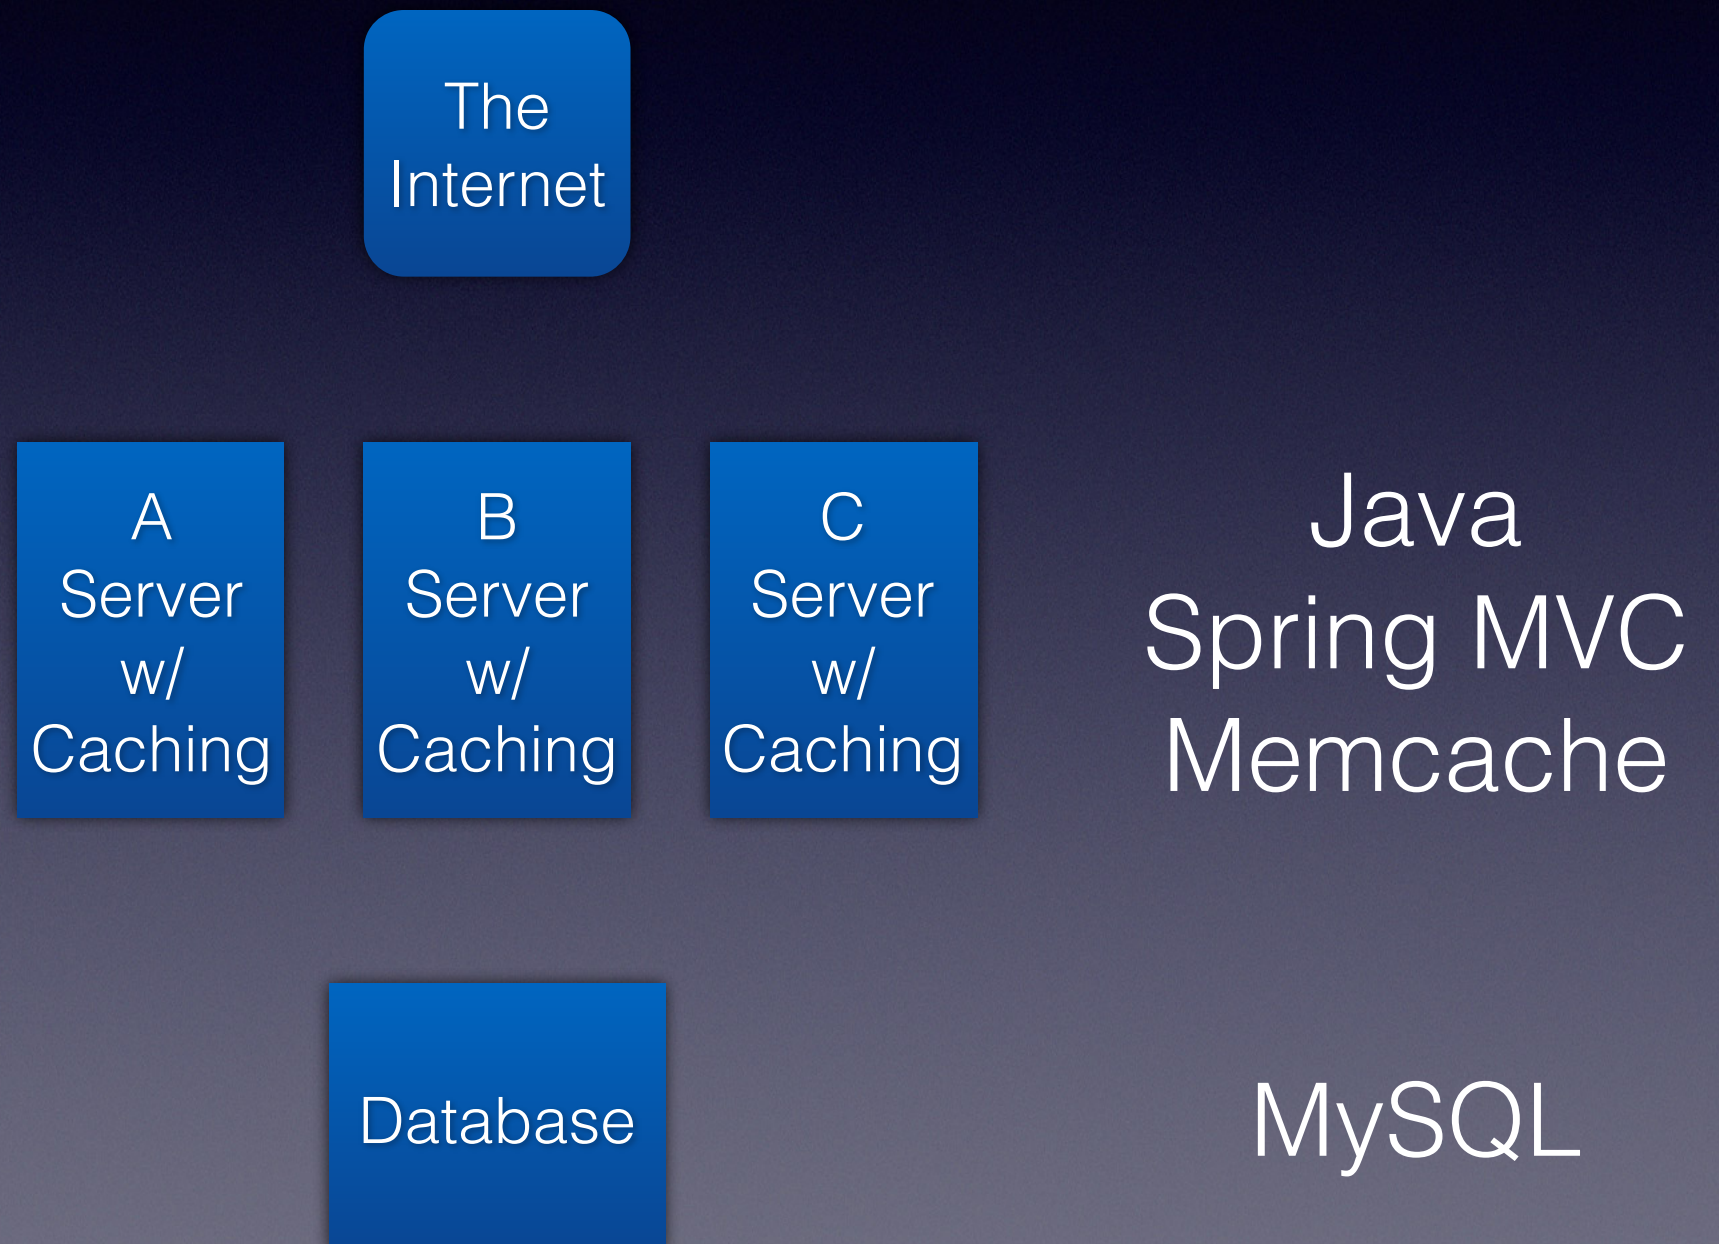 The
Internet
A
Server
w/
Caching
B
Server
w/
Caching
C
Server
w/
Caching
Java
Spring MVC
Memcache
Database
MySQL